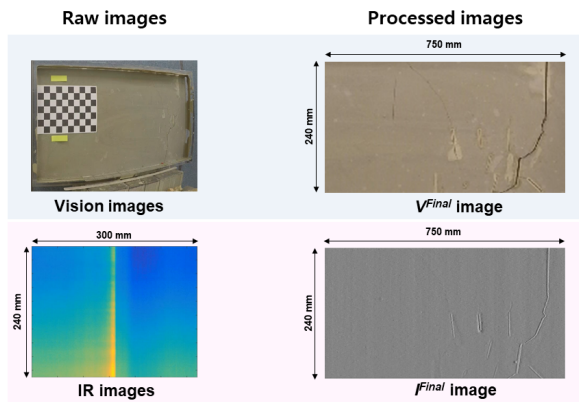 Raw images
Processed images
750 mm
240 mm
Vision images
V^Final image
300 mm
240 mm
IR images
750 mm
240 mm
I^Final image